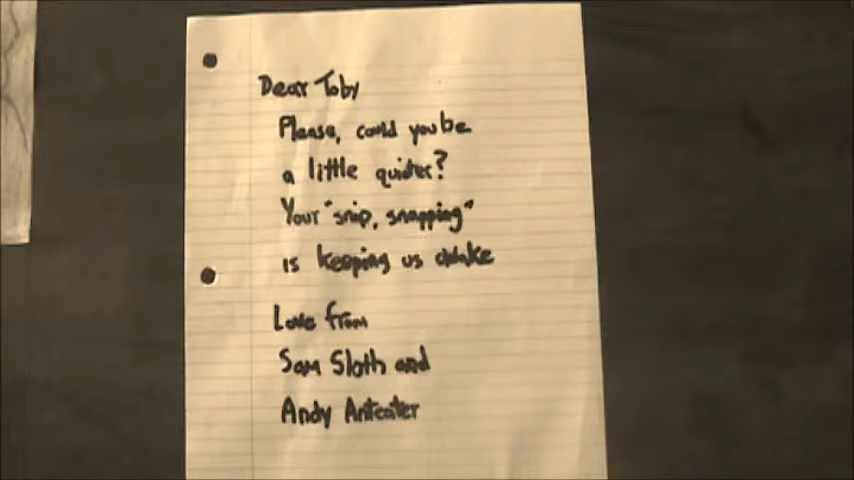 Dear Toby
Please, could you be
a little quieter?
Your "snip, snapping"
is keeping us awake
Love from
Sam Sloth and
Andy Anteater